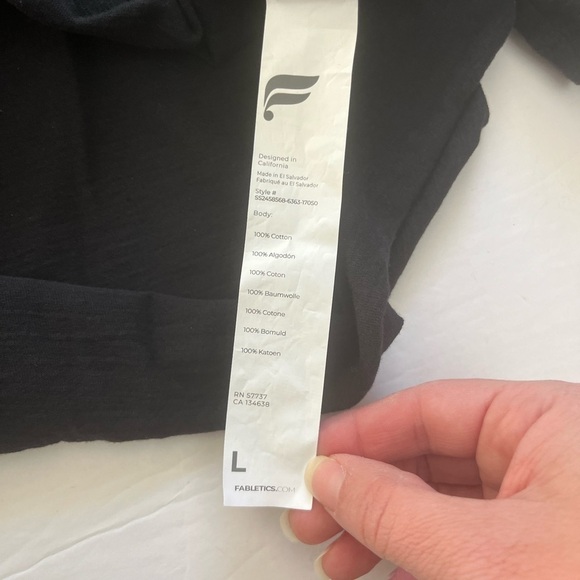 Designed in
California
Made in El Salvador
Fabriqué au El Salvador
Style #
SS2458568-6363-17050
Body:
100% Cotton
100% Algodón
100% Coton
100% Baumwolle
100% Cotone
100% Bomuld
100% Katoen
RN 57737
CA 134638
L
FABLETICS.COM